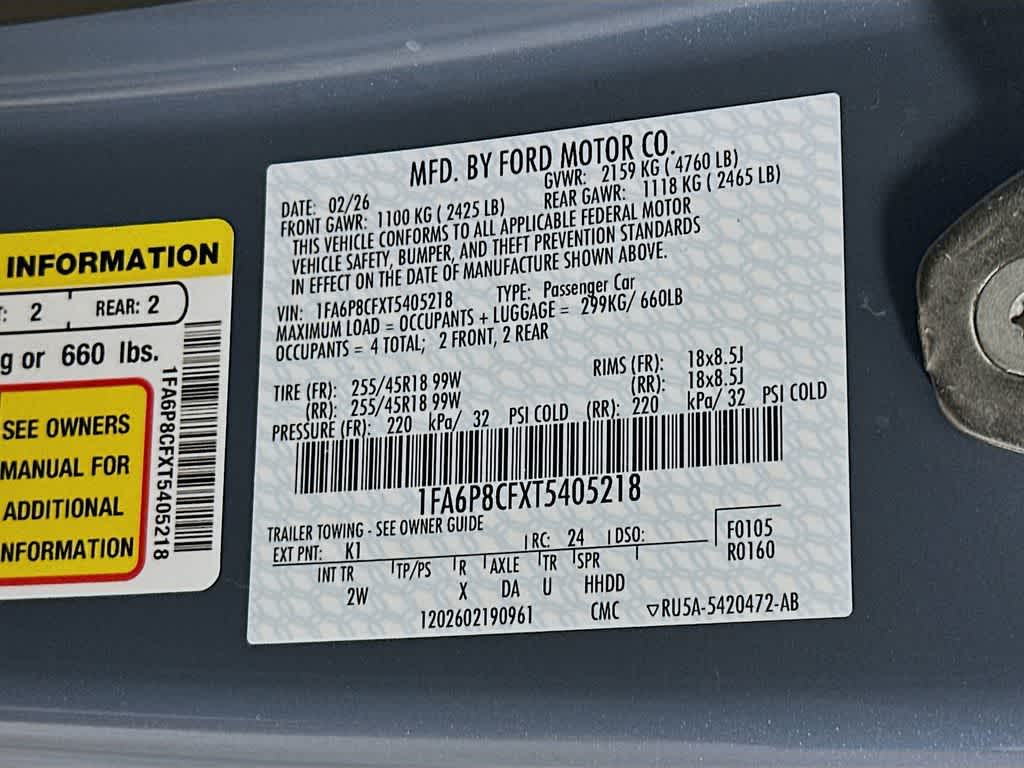 MFD. BY FORD MOTOR CO.
DATE: 02/26 GVWR: 2159 KG ( 4760 LB)
FRONT GAWR: 1100 KG ( 2425 LB) REAR GAWR: 1118 KG ( 2465 LB)
THIS VEHICLE CONFORMS TO ALL APPLICABLE FEDERAL MOTOR
VEHICLE SAFETY, BUMPER, AND THEFT PREVENTION STANDARDS
IN EFFECT ON THE DATE OF MANUFACTURE SHOWN ABOVE.
VIN: 1FA6P8CFXT5405218 TYPE: Passenger Car
MAXIMUM LOAD = OCCUPANTS + LUGGAGE = 299KG/ 660LB
OCCUPANTS = 4 TOTAL; 2 FRONT, 2 REAR
TIRE (FR): 255/45R18 99W RIMS (FR): 18x8.5J
(RR): 255/45R18 99W (RR): 18x8.5J
PRESSURE (FR): 220 kPa/ 32 PSI COLD (RR): 220 kPa/ 32 PSI COLD
1FA6P8CFXT5405218
TRAILER TOWING - SEE OWNER GUIDE
EXT PNT: K1 RC: 24 DSO: F0105
R0160
INT TR TP/PS R AXLE TR SPR
2W X DA U HHDD
1202602190961 CMC ▽RU5A-5420472-AB
INFORMATION
: 2 REAR: 2
g or 660 lbs.
SEE OWNERS
MANUAL FOR
ADDITIONAL
NFORMATION
1FA6P8CFXT5405218